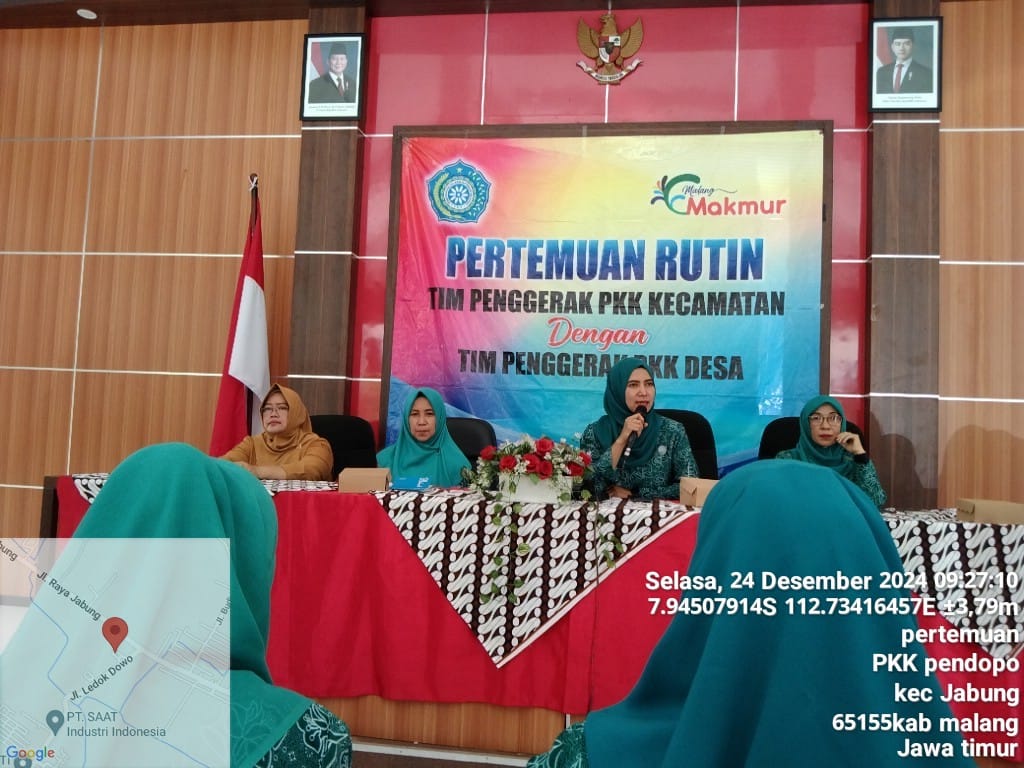 Malang
Makmur
PERTEMUAN RUTIN
TIM PENGGERAK PKK KECAMATAN
Dengan
TIM PENGGERAK PKK DESA
Jabung
Jl. Raya Jabung
Jl. Ledok Dowo
PT. SAAT
Industri Indonesia
Google
Selasa, 24 Desember 2024 09:27:10
7.94507914S 112.73416457E ±3,79m
pertemuan
PKK pendopo
kec Jabung
65155kab malang
Jawa timur